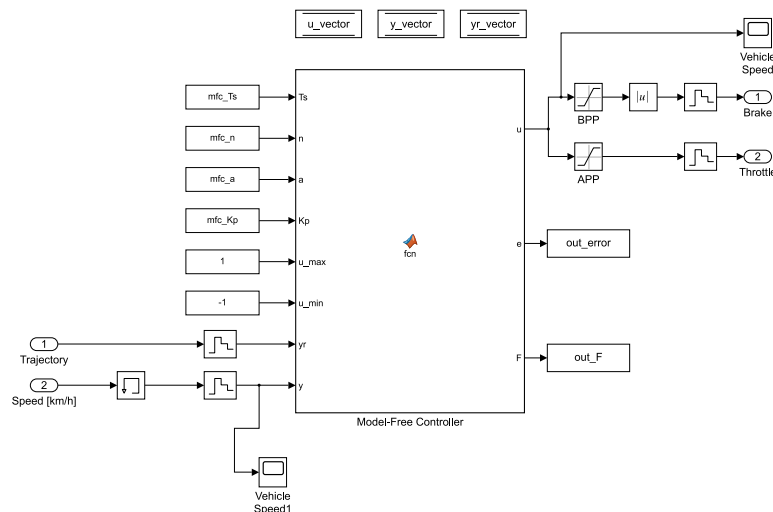 u_vector
y_vector
yr_vector
Vehicle
Speed
mfc_Ts
Ts
mfc_n
n
mfc_a
a
mfc_Kp
Kp
1
u_max
-1
u_min
1
Trajectory
yr
2
Speed [km/h]
y
fcn
u
e
F
Model-Free Controller
BPP
|u|
1
Brake
APP
2
Throttle
out_error
out_F
Vehicle
Speed1